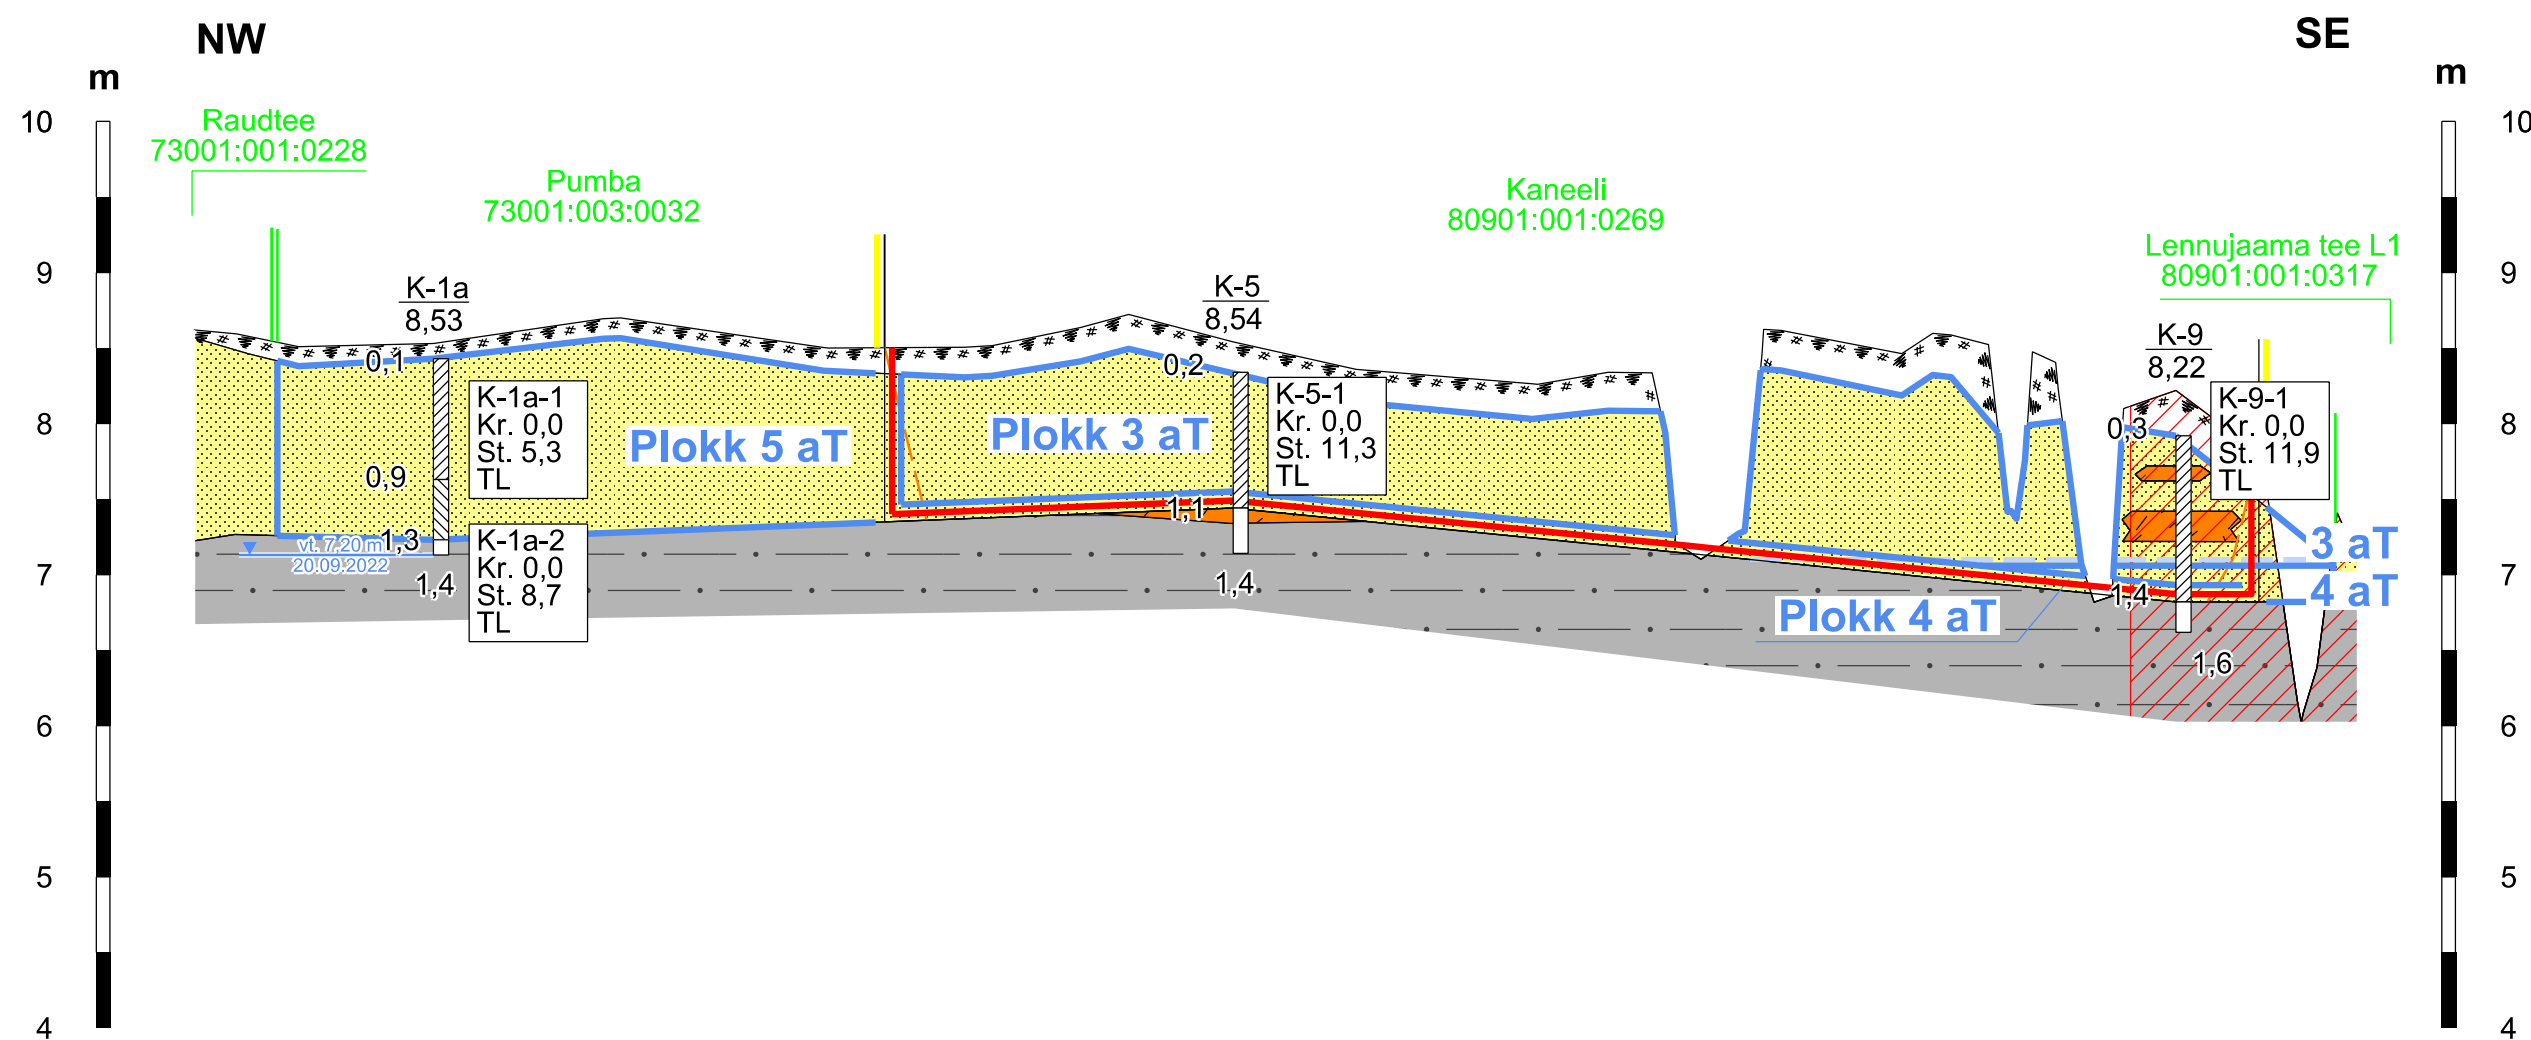 NW
SE
m
m
10
10
Raudtee
73001:001:0228
Pumba
73001:003:0032
Kaneeli
80901:001:0269
Lennujaama tee L1
80901:001:0317
9
9
K-1a
8,53
K-5
8,54
K-9
8,22
0,1
0,2
K-1a-1
Kr. 0,0
St. 5,3
TL
K-5-1
Kr. 0,0
St. 11,3
TL
K-9-1
Kr. 0,0
St. 11,9
TL
8
8
0,3
Plokk 5 aT
Plokk 3 aT
0,9
1,1
vt. 7,20 m
20.09.2022
1,3
K-1a-2
Kr. 0,0
St. 8,7
TL
3 aT
7
7
1,4
1,4
1,4
4 aT
Plokk 4 aT
1,6
6
6
5
5
4
4